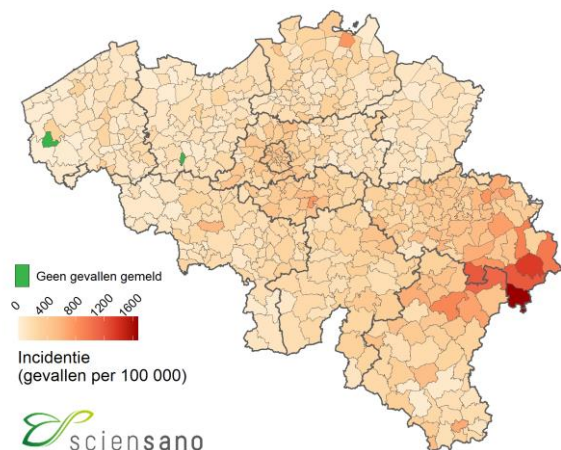 Geen gevallen gemeld
0 400 800 1200 1600
Incidentie
(gevallen per 100 000)
sciensano